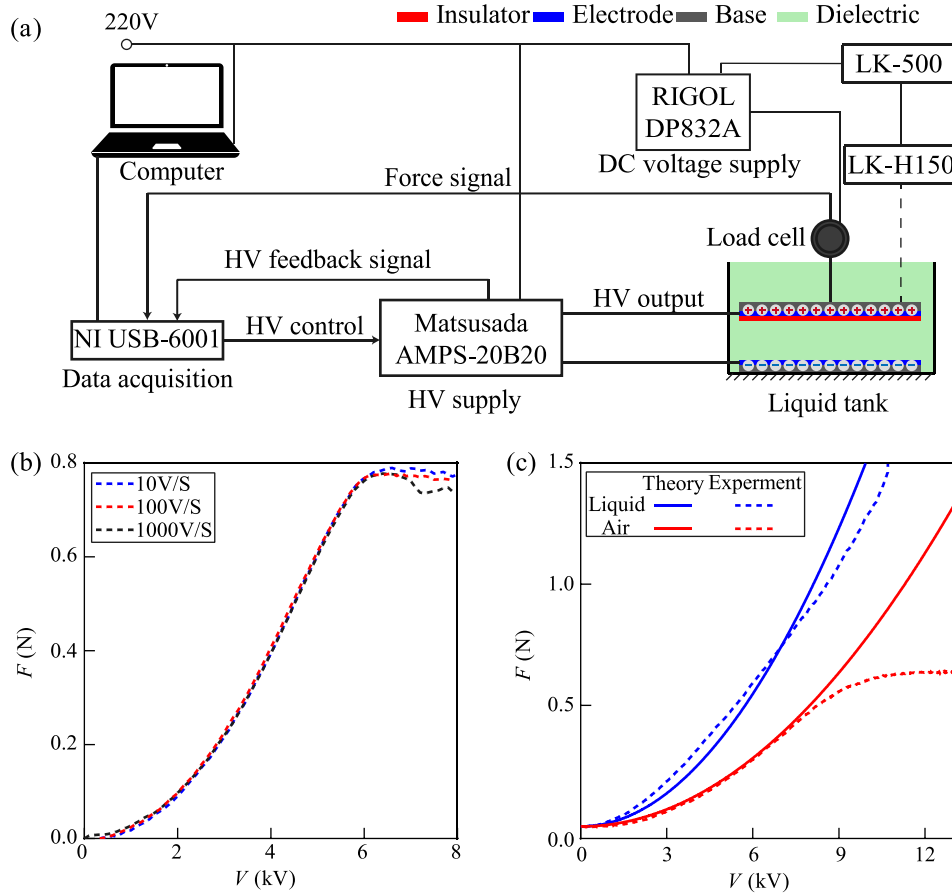 (a)
Insulator Electrode Base Dielectric
220V
LK-500
RIGOL
DP832A
DC voltage supply
LK-H150
Computer
Force signal
Load cell
HV feedback signal
HV output
NI USB-6001
HV control
Matsusada
AMPS-20B20
Data acquisition
HV supply
Liquid tank
(b)
0.8
0.6
0.4
0.2
0.0
F (N)
10V/S
100V/S
1000V/S
0 2 4 6 8
V (kV)
(c)
1.5
1.0
0.5
0.0
F (N)
Theory Experment
Liquid
Air
0 3 6 9 12
V (kV)